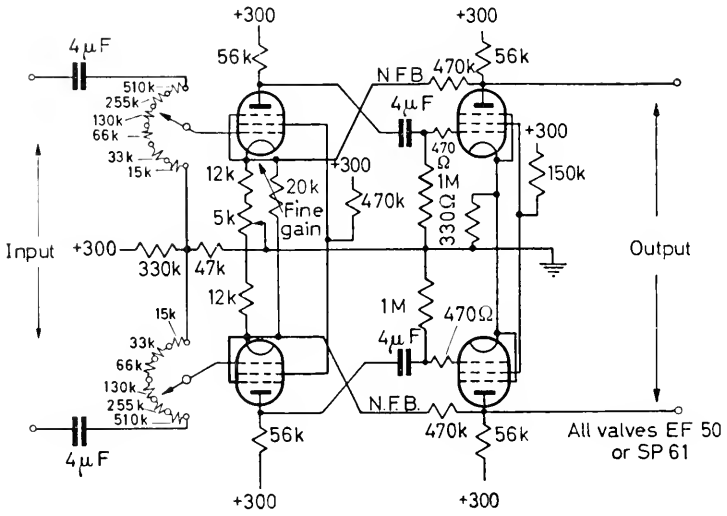 +300
+300
4μF
56k
470k
56k
N.F.B.
510k
255k
130k
66k
33k
15k
4μF
+300
470
Ω
12k
+300
1M
150k
20k
330Ω
Fine
gain
470k
5k
Input
+300
330k
47k
Output
12k
1M
470Ω
15k
33k
66k
130k
255k
510k
4μF
N.F.B.
4μF
56k
470k
56k
All valves EF 50
or SP 61
+300
+300